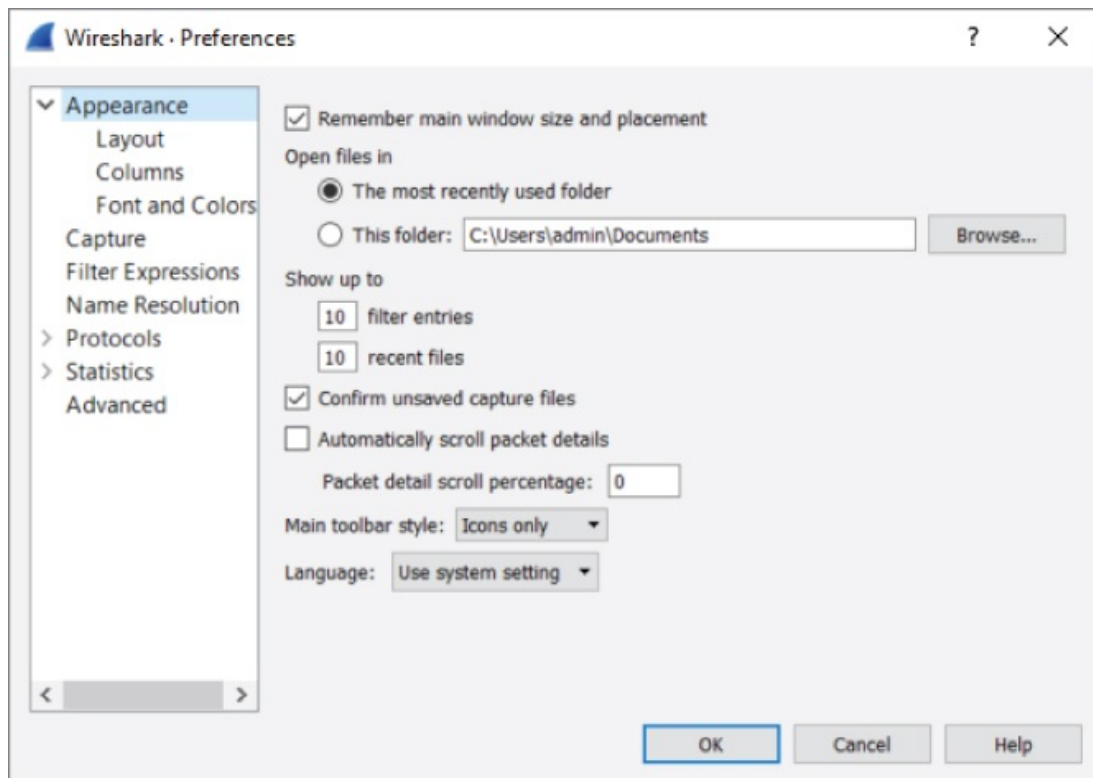 Wireshark · Preferences
?
Appearance
Layout
Columns
Font and Colors
Capture
Filter Expressions
Name Resolution
Protocols
Statistics
Advanced
Remember main window size and placement
Open files in
The most recently used folder
This folder: C:\Users\admin\Documents Browse...
Show up to
10 filter entries
10 recent files
Confirm unsaved capture files
Automatically scroll packet details
Packet detail scroll percentage: 0
Main toolbar style: Icons only
Language: Use system setting
OK Cancel Help